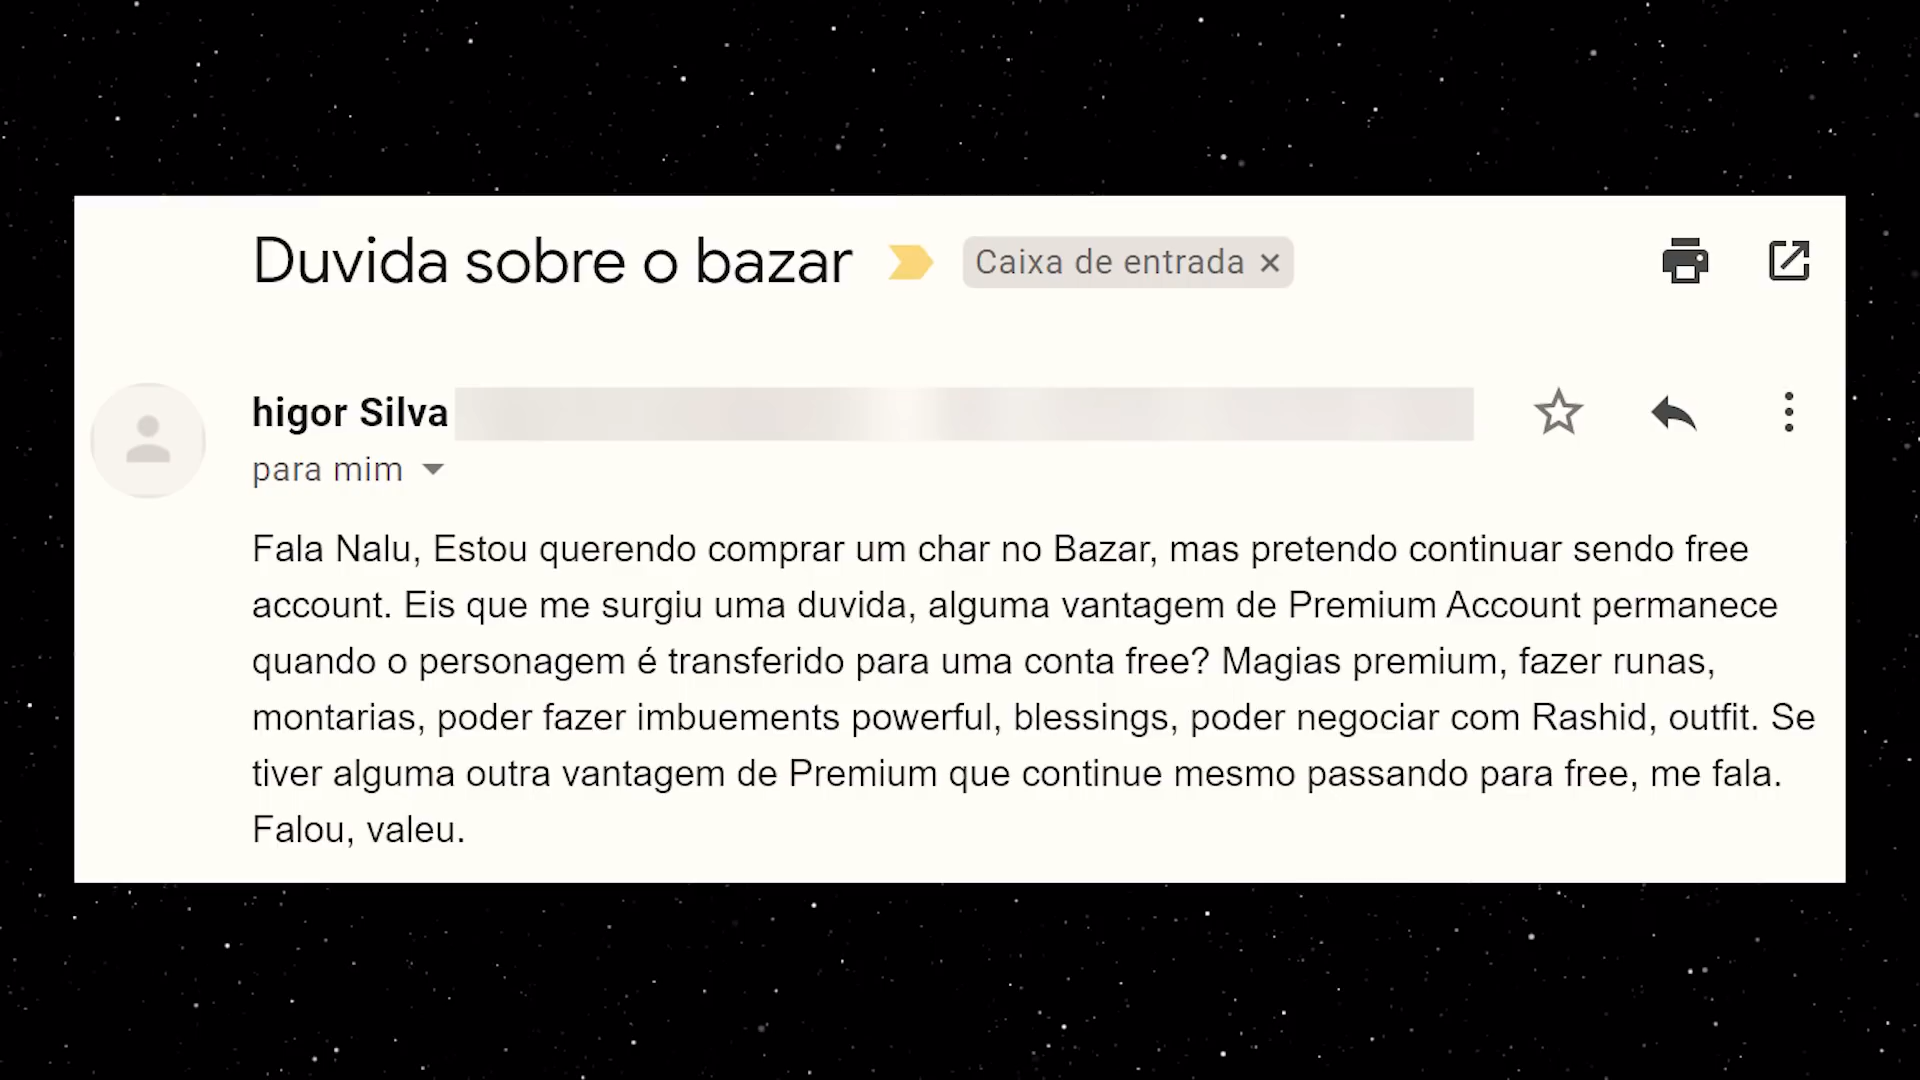 Duvida sobre o bazar
Caixa de entrada ×
higor Silva
para mim
Fala Nalu, Estou querendo comprar um char no Bazar, mas pretendo continuar sendo free
account. Eis que me surgiu uma duvida, alguma vantagem de Premium Account permanece
quando o personagem é transferido para uma conta free? Magias premium, fazer runas,
montarias, poder fazer imbuements powerful, blessings, poder negociar com Rashid, outfit. Se
tiver alguma outra vantagem de Premium que continue mesmo passando para free, me fala.
Falou, valeu.